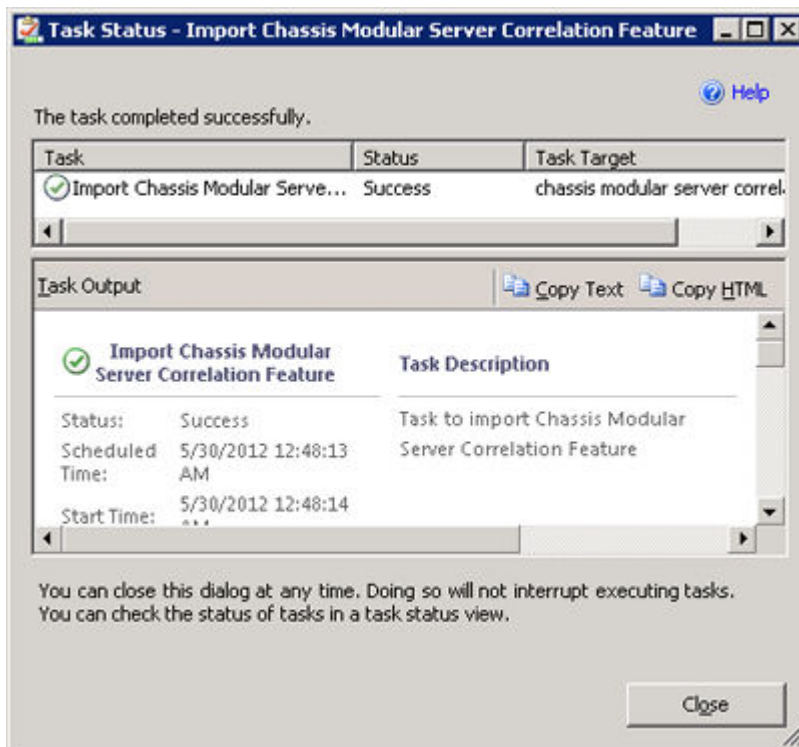 Task Status - Import Chassis Modular Server Correlation Feature
Help
The task completed successfully.
Task Status Task Target
Import Chassis Modular Serve... Success chassis modular server correl
Task Output Copy Text Copy HTML
Import Chassis Modular
Server Correlation Feature
Task Description
Status: Success
Scheduled Time: 5/30/2012 12:48:13 AM
Start Time: 5/30/2012 12:48:14
Task to import Chassis Modular
Server Correlation Feature
You can close this dialog at any time. Doing so will not interrupt executing tasks.
You can check the status of tasks in a task status view.
Close